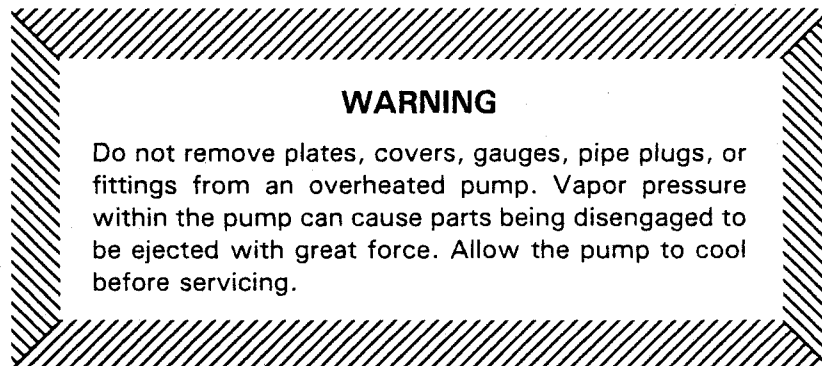 WARNING
Do not remove plates, covers, gauges, pipe plugs, or
fittings from an overheated pump. Vapor pressure
within the pump can cause parts being disengaged to
be ejected with great force. Allow the pump to cool
before servicing.